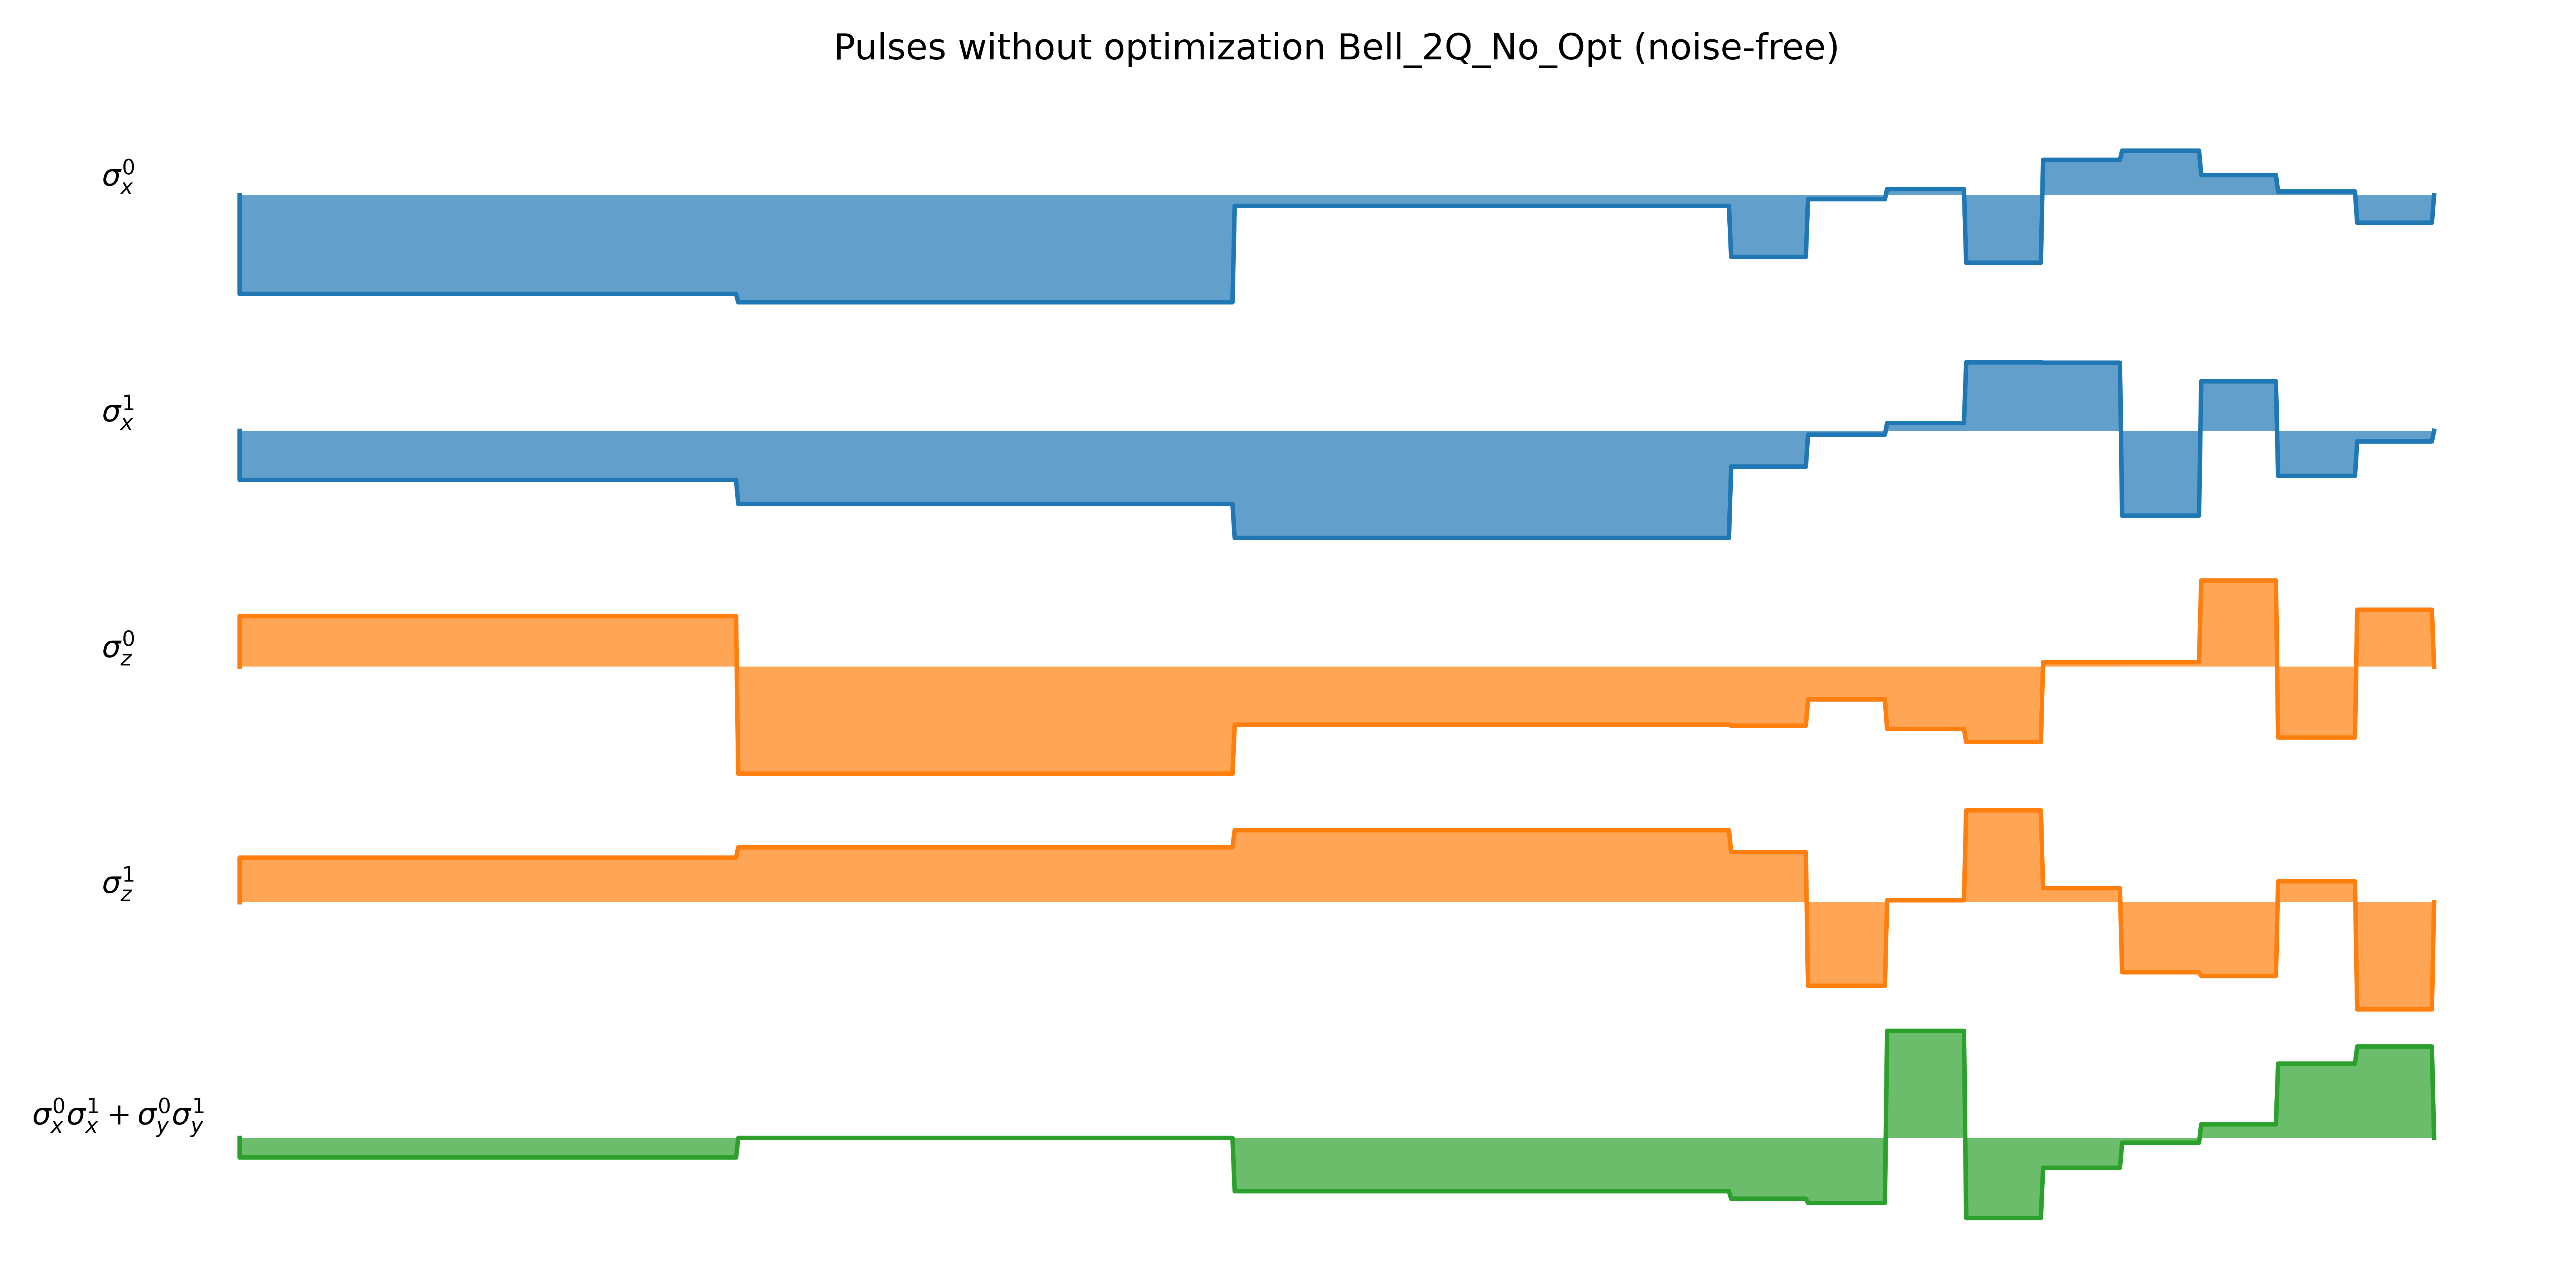 Pulses without optimization Bell_2Q_No_Opt (noise-free)
σ_x^0
σ_x^1
σ_z^0
σ_z^1
σ_x^0σ_x^1 + σ_y^0σ_y^1